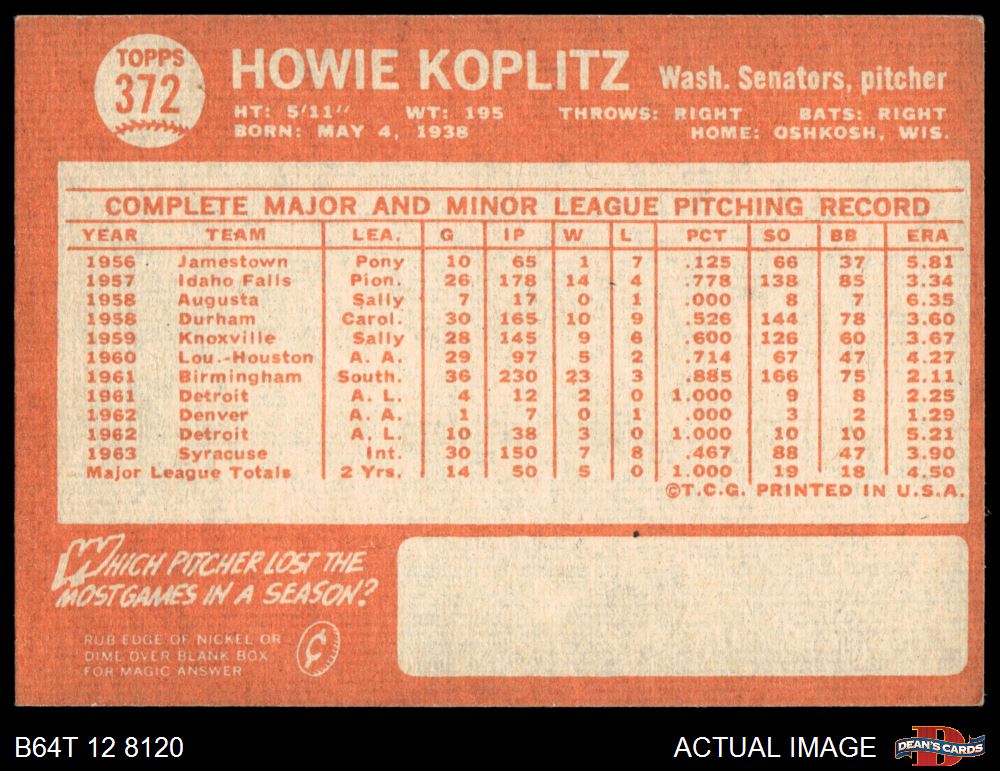 TOPPS
372
HOWIE KOPLITZ Wash. Senators, pitcher
HT: 5'11" WT: 195 THROWS: RIGHT BATS: RIGHT
BORN: MAY 4, 1938 HOME: OSHKOSH, WIS.
COMPLETE MAJOR AND MINOR LEAGUE PITCHING RECORD
YEAR TEAM LEA. G IP W L PCT SO BB ERA
1956 Jamestown Pony 10 65 1 7 .125 66 37 5.81
1957 Idaho Falls Pion. 26 178 14 4 .778 138 85 3.34
1958 Augusta Sally 7 17 0 1 .000 8 7 6.35
1958 Durham Carol. 30 165 10 9 .526 144 78 3.60
1959 Knoxville Sally 28 145 9 6 .600 126 60 3.67
1960 Lou.-Houston A. A. 29 97 5 2 .714 67 47 4.27
1961 Birmingham South. 36 230 23 3 .885 166 75 2.11
1961 Detroit A. L. 4 12 2 0 1.000 9 8 2.25
1962 Denver A. A. 1 7 0 1 .000 3 2 1.29
1962 Detroit A. L. 10 38 3 0 1.000 10 10 5.21
1963 Syracuse Int. 30 150 7 8 .467 88 47 3.90
Major League Totals 2 Yrs. 14 50 5 0 1.000 19 18 4.50
©T.C.G. PRINTED IN U.S.A.
WHICH PITCHER LOST THE
MOST GAMES IN A SEASON?
RUB EDGE OF NICKEL OR
DIME OVER BLANK BOX
FOR MAGIC ANSWER
¢
B64T 12 8120 ACTUAL IMAGE D DEAN'S CARDS